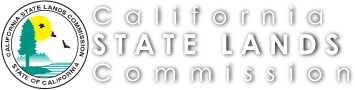 CALIFORNIA STATE LANDS COMMISSION
STATE OF CALIFORNIA
California
STATE LANDS
Commission